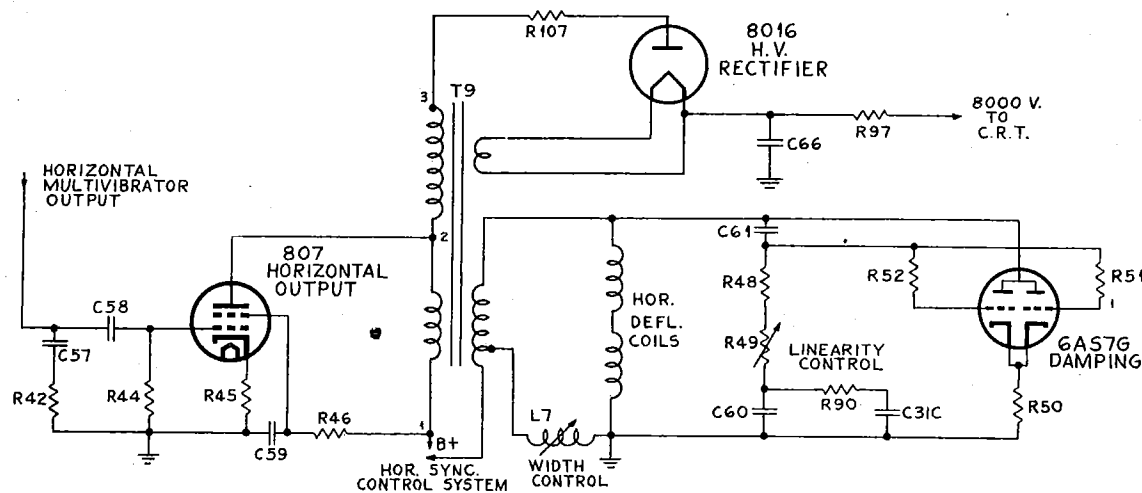 R107
8016
H.V.
RECTIFIER
T9
3
8000 V.
TO
C.R.T.
R97
C66
HORIZONTAL
MULTIVIBRATOR
OUTPUT
2
807
HORIZONTAL
OUTPUT
C61
C58
R52
R51
R48
1
HOR.
DEFL.
COILS
C57
R49
LINEARITY
CONTROL
6AS7G
DAMPING
R42
R44
R45
R90
R50
L7
C60
C31C
R46
1
B+
C59
HOR. SYNC.
CONTROL SYSTEM
WIDTH
CONTROL